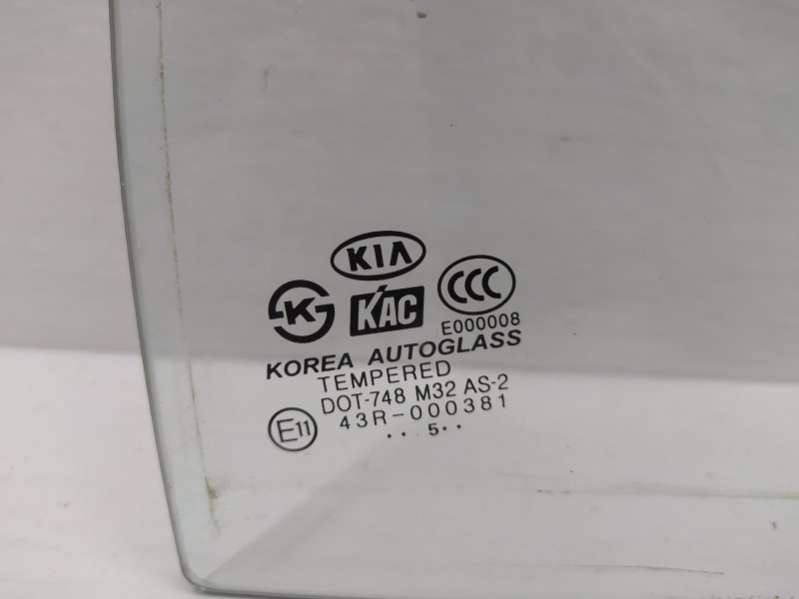 KIA
K KAC CCC
E000008
KOREA AUTOGLASS
TEMPERED
DOT-748 M32 AS-2
E11 43R-000381
.. 5..